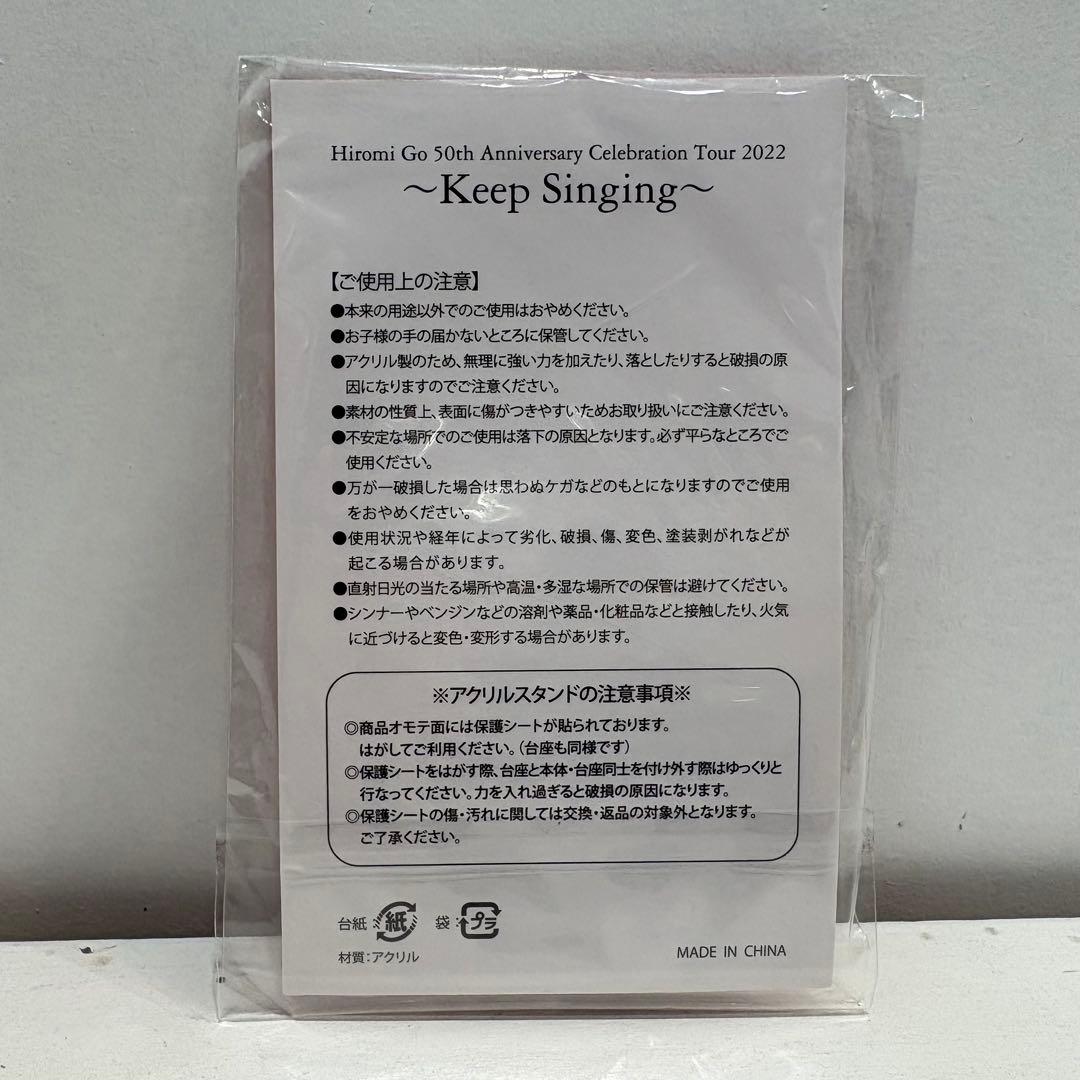 Hiromi Go 50th Anniversary Celebration Tour 2022
～Keep Singing～
【ご使用上の注意】
●本来の用途以外でのご使用はおやめください。
●お子様の手の届かないところに保管してください。
●アクリル製のため、無理に強い力を加えたり、落としたりすると破損の原
因になりますのでご注意ください。
●素材の性質上、表面に傷がつきやすいためお取り扱いにご注意ください。
●不安定な場所でのご使用は落下の原因となります。必ず平らなところでご
使用ください。
●万が一破損した場合は思わぬケガなどのもとになりますのでご使用
をおやめください。
●使用状況や経年によって劣化、破損、傷、変色、塗装剥がれなどが
起こる場合があります。
●直射日光の当たる場所や高温・多湿な場所での保管は避けてください。
●シンナーやベンジンなどの溶剤や薬品・化粧品などと接触したり、火気
に近づけると変色・変形する場合があります。
※アクリルスタンドの注意事項※
◎商品オモテ面には保護シートが貼られております。
はがしてご利用ください。(台座も同様です)
◎保護シートをはがす際、台座と本体・台座同士を付け外す際はゆっくりと
行なってください。力を入れ過ぎると破損の原因になります。
◎保護シートの傷・汚れに関しては交換・返品の対象外となります。
ご了承ください。
台紙：紙 袋：プラ
材質：アクリル
MADE IN CHINA